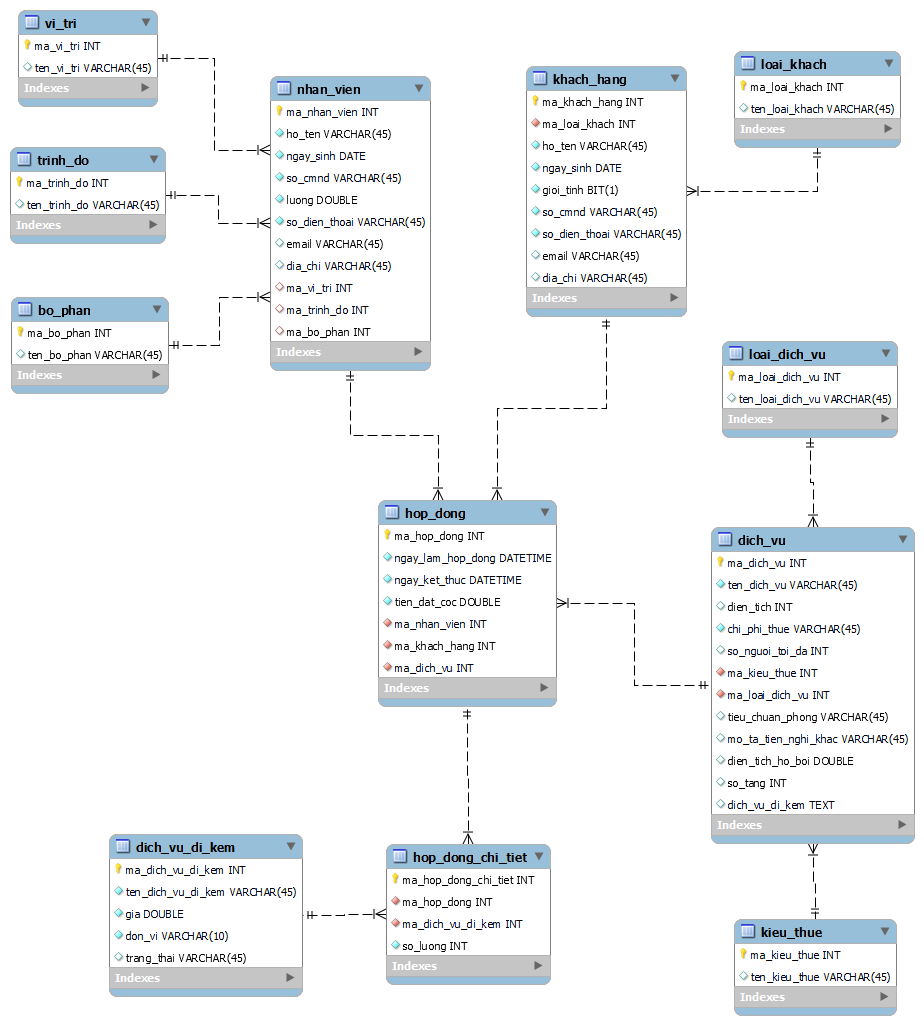 vi_tri
ma_vi_tri INT
ten_vi_tri VARCHAR(45)
Indexes
trinh_do
ma_trinh_do INT
ten_trinh_do VARCHAR(45)
Indexes
bo_phan
ma_bo_phan INT
ten_bo_phan VARCHAR(45)
Indexes
nhan_vien
ma_nhan_vien INT
ho_ten VARCHAR(45)
ngay_sinh DATE
so_cmnd VARCHAR(45)
luong DOUBLE
so_dien_thoai VARCHAR(45)
email VARCHAR(45)
dia_chi VARCHAR(45)
ma_vi_tri INT
ma_trinh_do INT
ma_bo_phan INT
Indexes
khach_hang
ma_khach_hang INT
ma_loai_khach INT
ho_ten VARCHAR(45)
ngay_sinh DATE
gioi_tinh BIT(1)
so_cmnd VARCHAR(45)
so_dien_thoai VARCHAR(45)
email VARCHAR(45)
dia_chi VARCHAR(45)
Indexes
loai_khach
ma_loai_khach INT
ten_loai_khach VARCHAR(45)
Indexes
loai_dich_vu
ma_loai_dich_vu INT
ten_loai_dich_vu VARCHAR(45)
Indexes
hop_dong
ma_hop_dong INT
ngay_lam_hop_dong DATETIME
ngay_ket_thuc DATETIME
tien_dat_coc DOUBLE
ma_nhan_vien INT
ma_khach_hang INT
ma_dich_vu INT
Indexes
dich_vu
ma_dich_vu INT
ten_dich_vu VARCHAR(45)
dien_tich INT
chi_phi_thue VARCHAR(45)
so_nguoi_toi_da INT
ma_kieu_thue INT
ma_loai_dich_vu INT
tieu_chuan_phong VARCHAR(45)
mo_ta_tien_nghi_khac VARCHAR(45)
dien_tich_ho_boi DOUBLE
so_tang INT
dich_vu_di_kem TEXT
Indexes
dich_vu_di_kem
ma_dich_vu_di_kem INT
ten_dich_vu_di_kem VARCHAR(45)
gia DOUBLE
don_vi VARCHAR(10)
trang_thai VARCHAR(45)
Indexes
hop_dong_chi_tiet
ma_hop_dong_chi_tiet INT
ma_hop_dong INT
ma_dich_vu_di_kem INT
so_luong INT
Indexes
kieu_thue
ma_kieu_thue INT
ten_kieu_thue VARCHAR(45)
Indexes